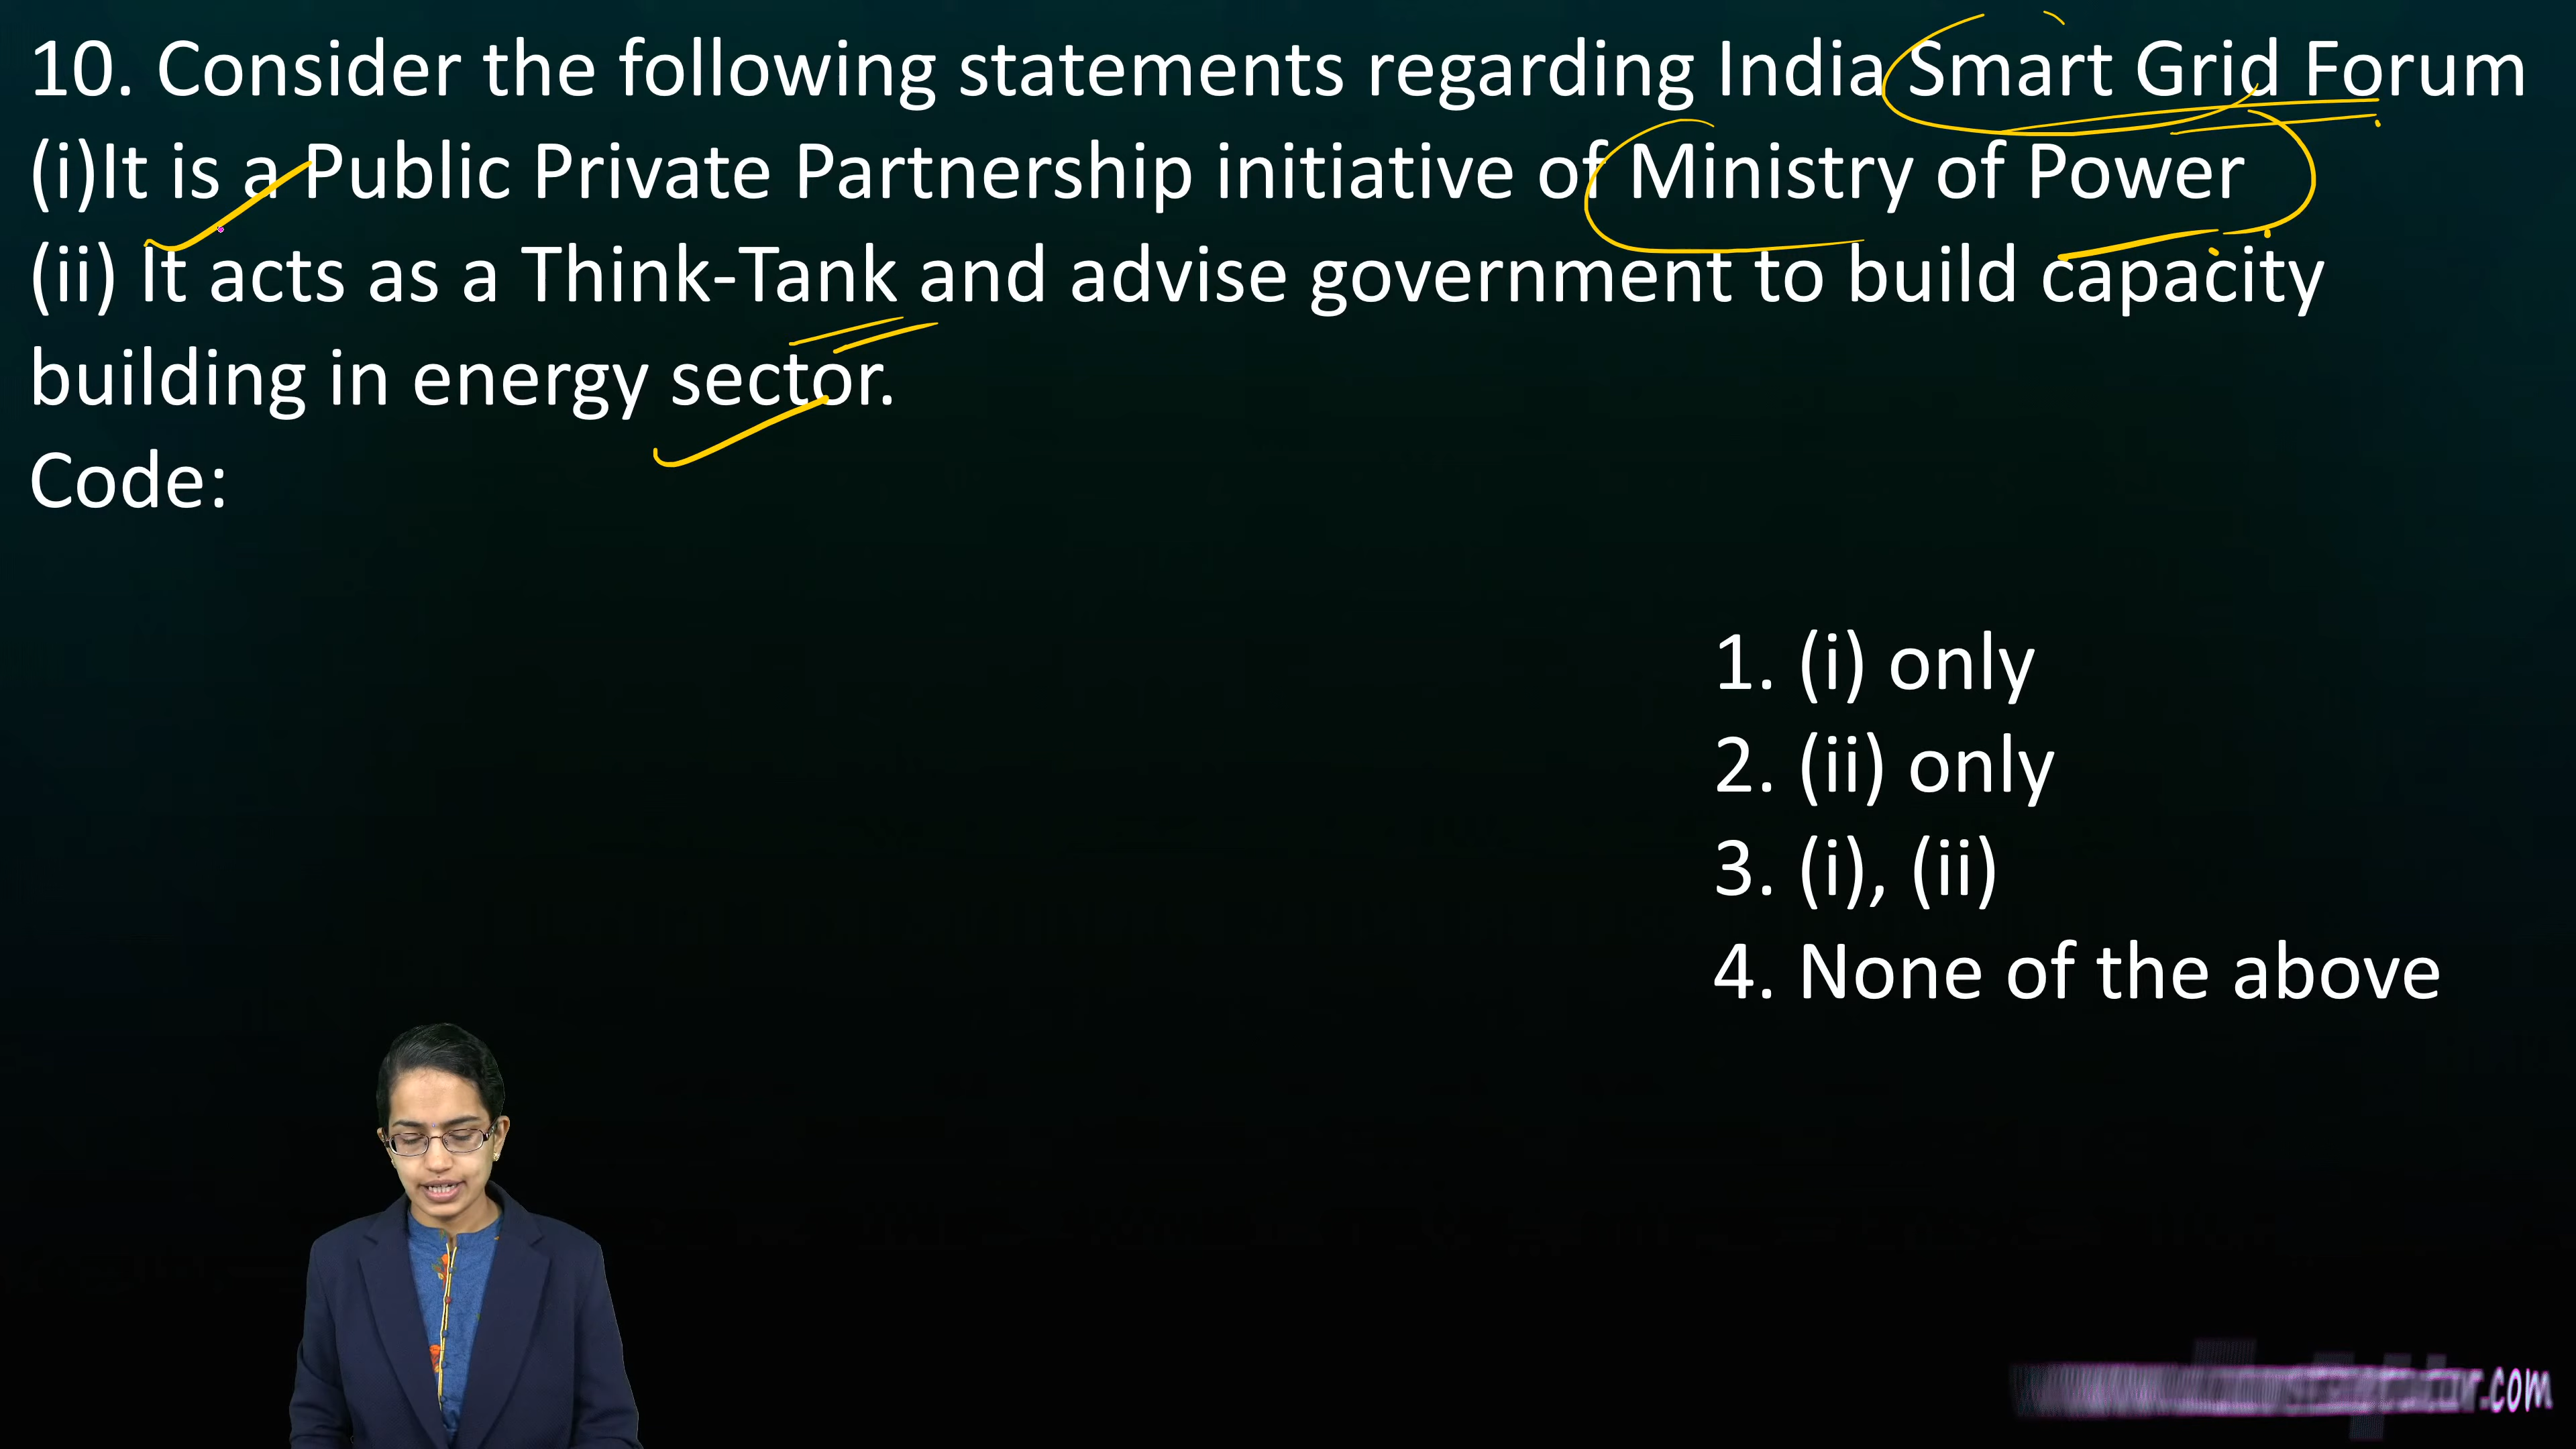 10. Consider the following statements regarding India Smart Grid Forum
(i)It is a Public Private Partnership initiative of Ministry of Power
(ii) It acts as a Think-Tank and advise government to build capacity
building in energy sector.
Code:
1. (i) only
2. (ii) only
3. (i), (ii)
4. None of the above
.com